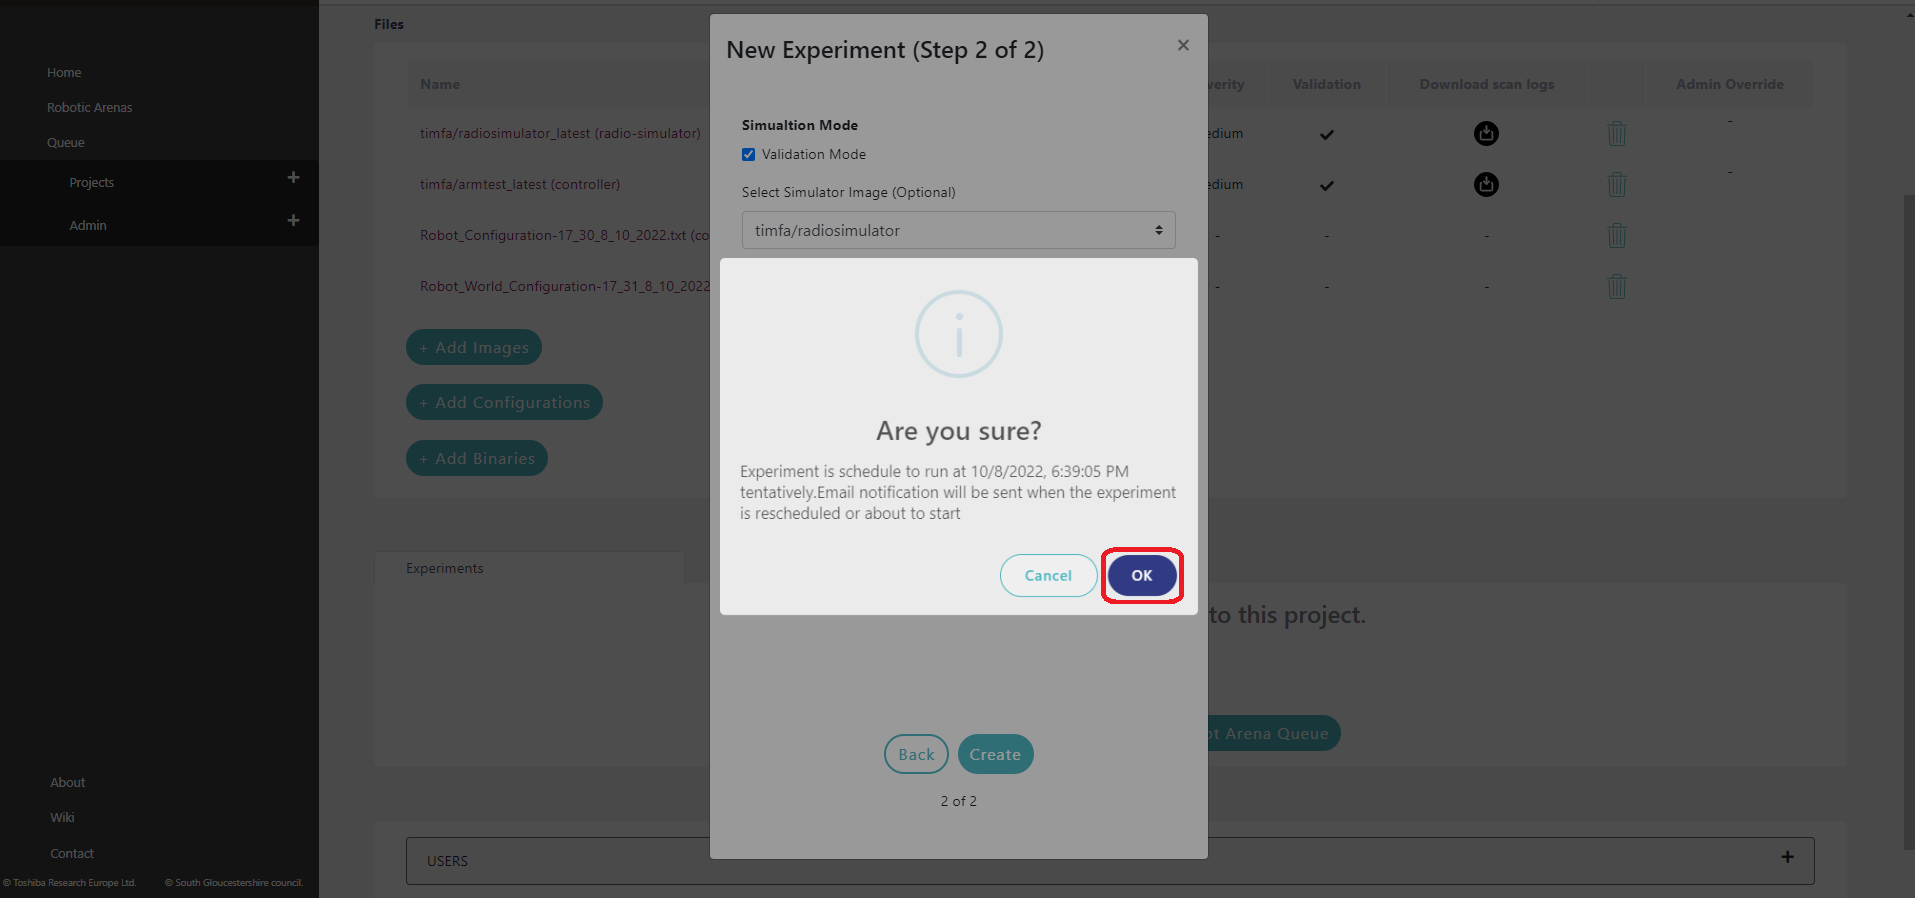 Files
Home
Robotic Arenas
Queue
Projects +
Admin +
New Experiment (Step 2 of 2) ×
Name verity Validation Download scan logs Admin Override
timfa/radiosimulator_latest (radio-simulator) edium -
timfa/armtest_latest (controller) edium -
Robot_Configuration-17_30_8_10_2022.txt (co - - -
Robot_World_Configuration-17_31_8_10_2022 - - -
+ Add Images
+ Add Configurations
+ Add Binaries
Simualtion Mode
Validation Mode
Select Simulator Image (Optional)
timfa/radiosimulator
i
Are you sure?
Experiment is schedule to run at 10/8/2022, 6:39:05 PM
tentatively.Email notification will be sent when the experiment
is rescheduled or about to start
Cancel OK
Experiments
to this project.
ot Arena Queue
Back Create
2 of 2
USERS +
About
Wiki
Contact
© Toshiba Research Europe Ltd. © South Gloucestershire council.